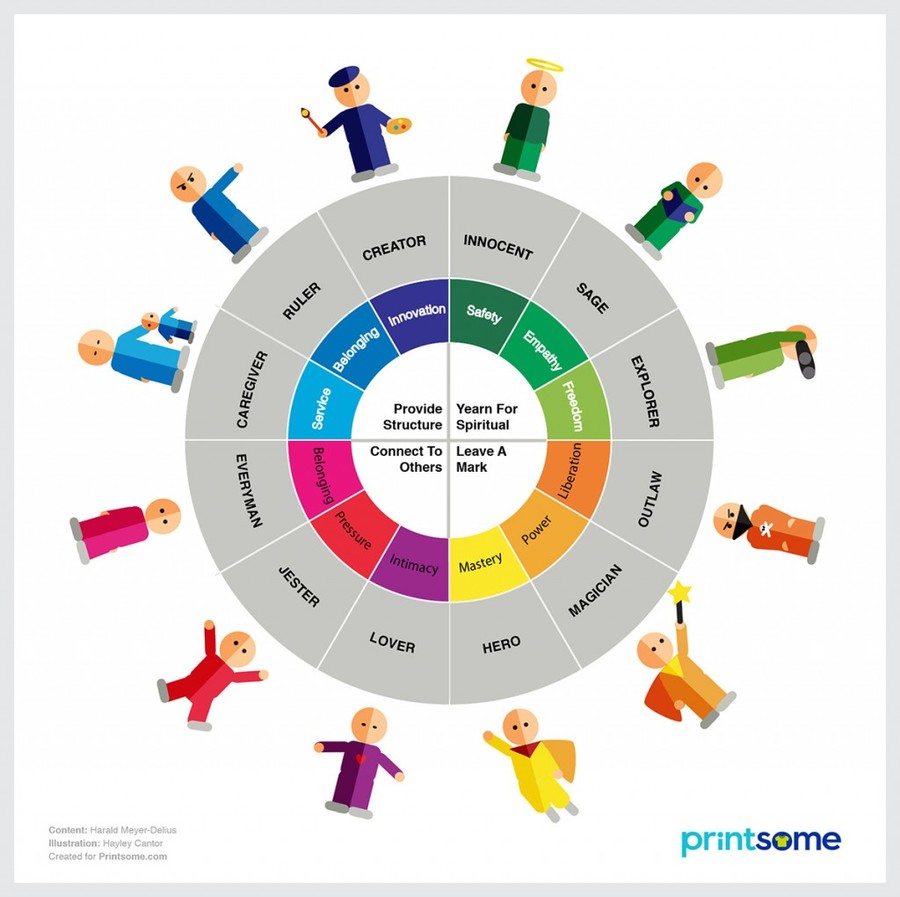 CREATOR
INNOCENT
RULER
SAGE
CAREGIVER
EXPLORER
EVERYMAN
OUTLAW
JESTER
MAGICIAN
LOVER
HERO
Innovation
Safety
Belonging
Empathy
Service
Freedom
Belonging
Liberation
Pressure
Power
Intimacy
Mastery
Provide
Structure
Yearn For
Spiritual
Connect To
Others
Leave A
Mark
Content: Harald Meyer-Delius
Illustration: Hayley Cantor
Created for Printsome.com
printsome